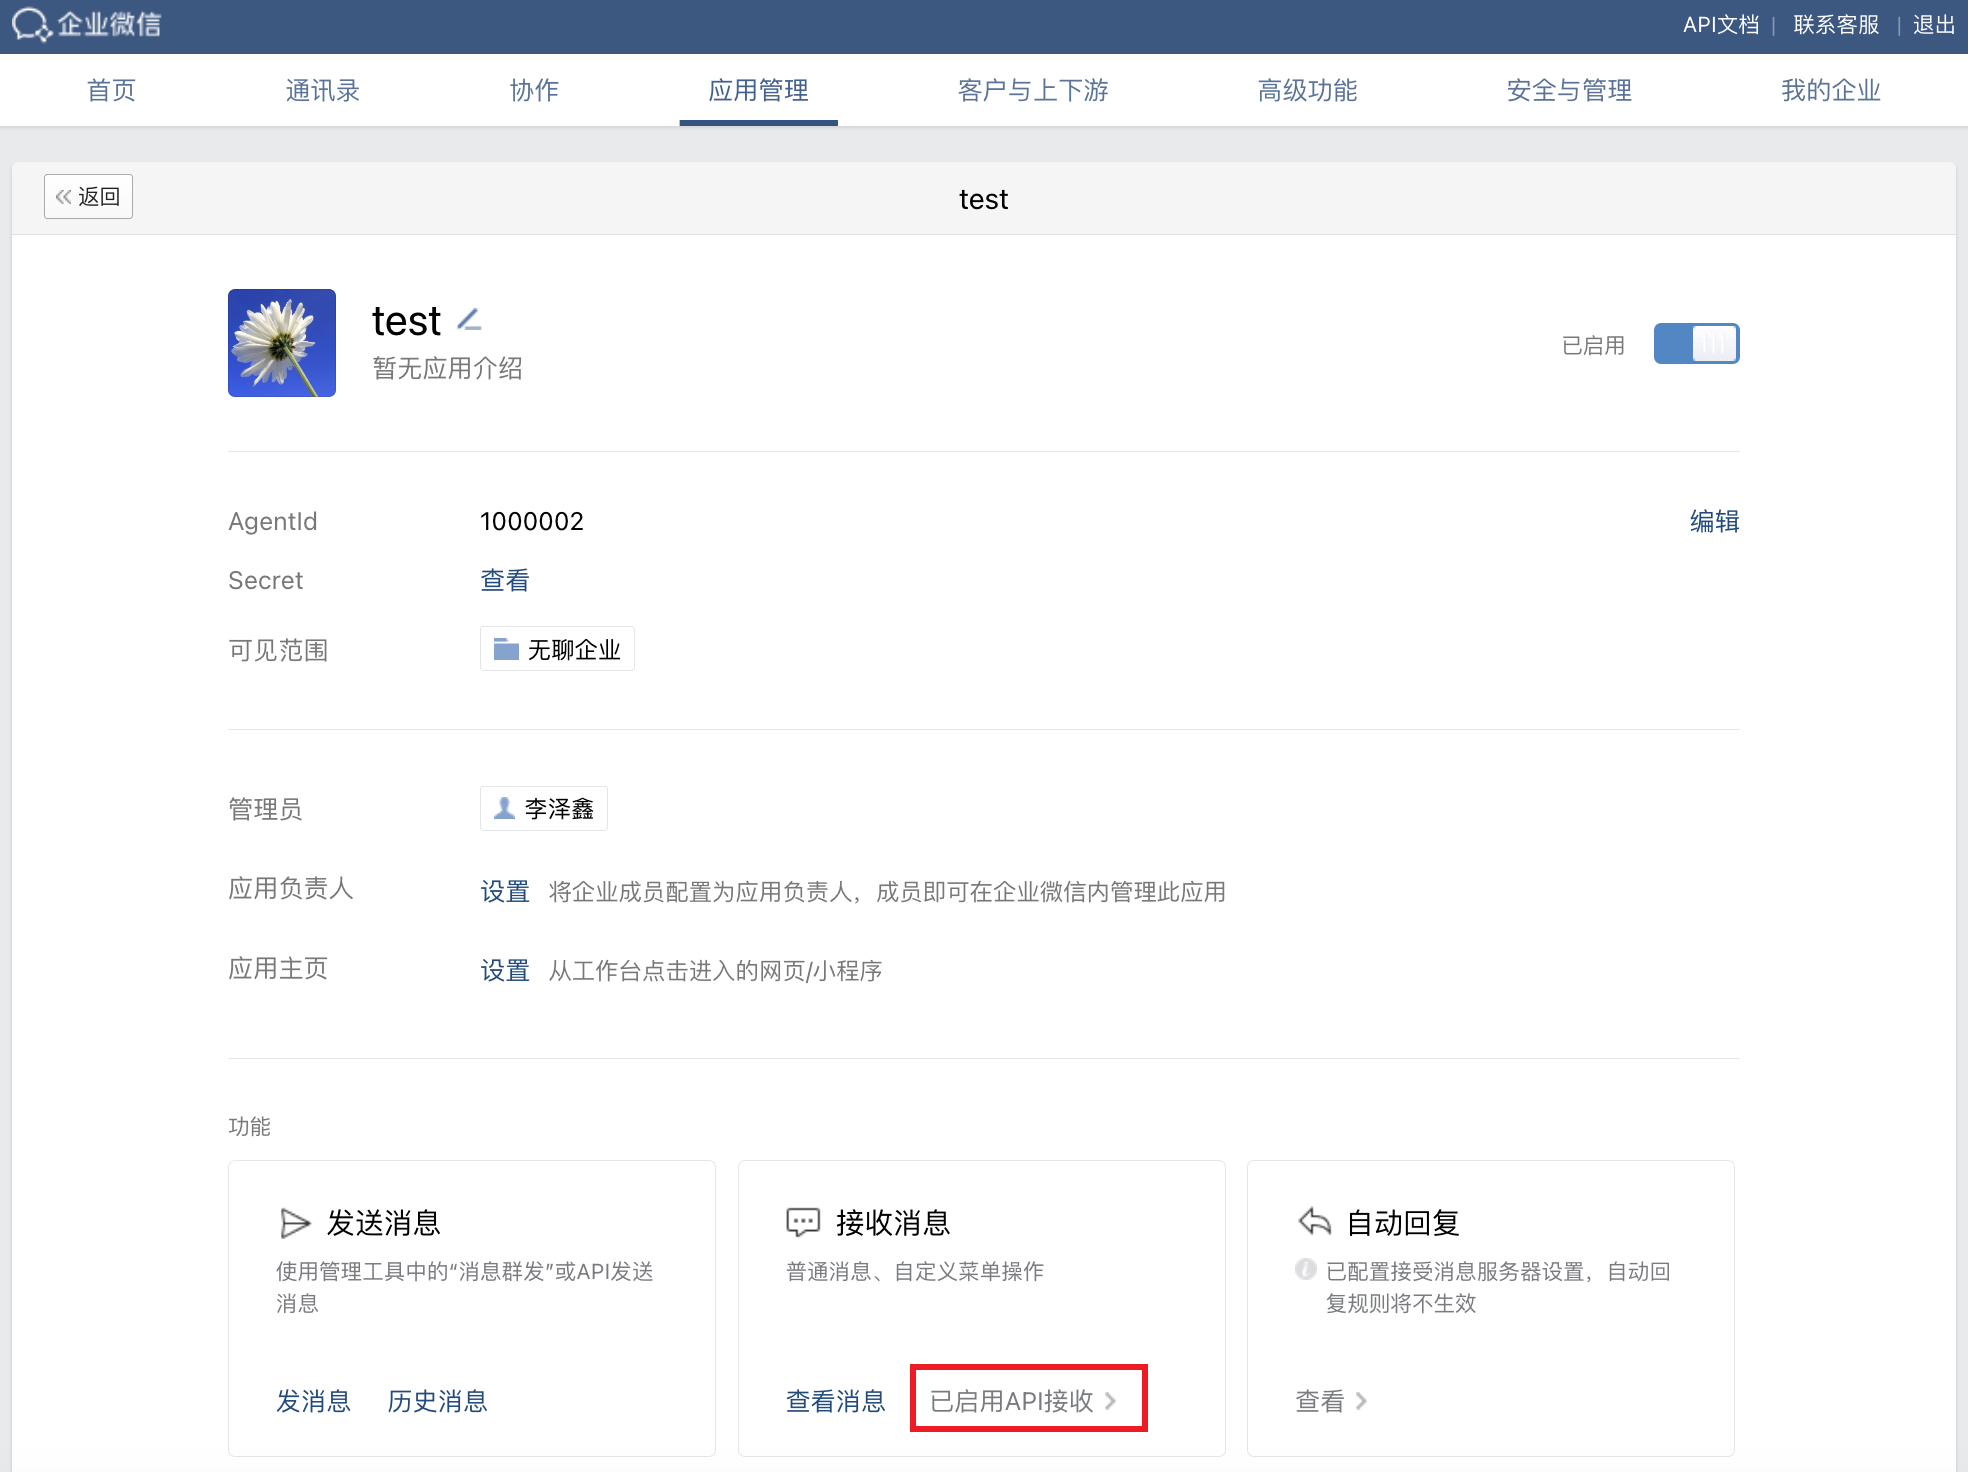 企业微信
API文档 | 联系客服 | 退出
首页 通讯录 协作 应用管理 客户与上下游 高级功能 安全与管理 我的企业
« 返回
test
test
暂无应用介绍
已启用
AgentId 1000002 编辑
Secret 查看
可见范围 无聊企业
管理员 李泽鑫
应用负责人 设置 将企业成员配置为应用负责人，成员即可在企业微信内管理此应用
应用主页 设置 从工作台点击进入的网页/小程序
功能
发送消息
使用管理工具中的“消息群发”或API发送
消息
发消息 历史消息
接收消息
普通消息、自定义菜单操作
查看消息 已启用API接收
自动回复
已配置接受消息服务器设置，自动回
复规则将不生效
查看